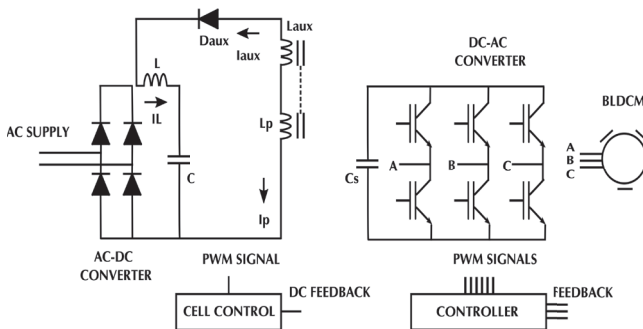 Laux
Daux
Iaux
L
IL
Lp
AC SUPPLY
C
Ip
AC-DC
CONVERTER
PWM SIGNAL
CELL CONTROL
DC FEEDBACK
DC-AC
CONVERTER
BLDCM
Cs
A
B
C
A
B
C
PWM SIGNALS
CONTROLLER
FEEDBACK